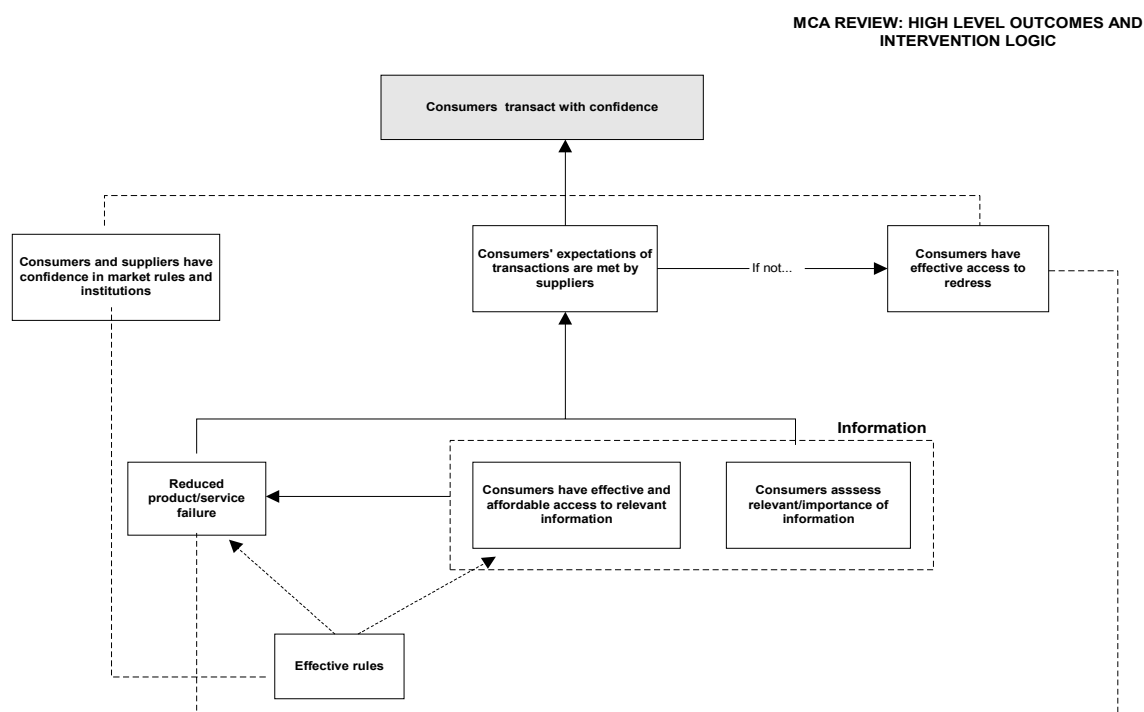 MCA REVIEW: HIGH LEVEL OUTCOMES AND
INTERVENTION LOGIC
Consumers transact with confidence
Consumers and suppliers have
confidence in market rules and
institutions
Consumers' expectations of
transactions are met by
suppliers
If not...
Consumers have
effective access to
redress
Information
Reduced
product/service
failure
Consumers have effective and
affordable access to relevant
information
Consumers asssess
relevant/importance of
information
Effective rules